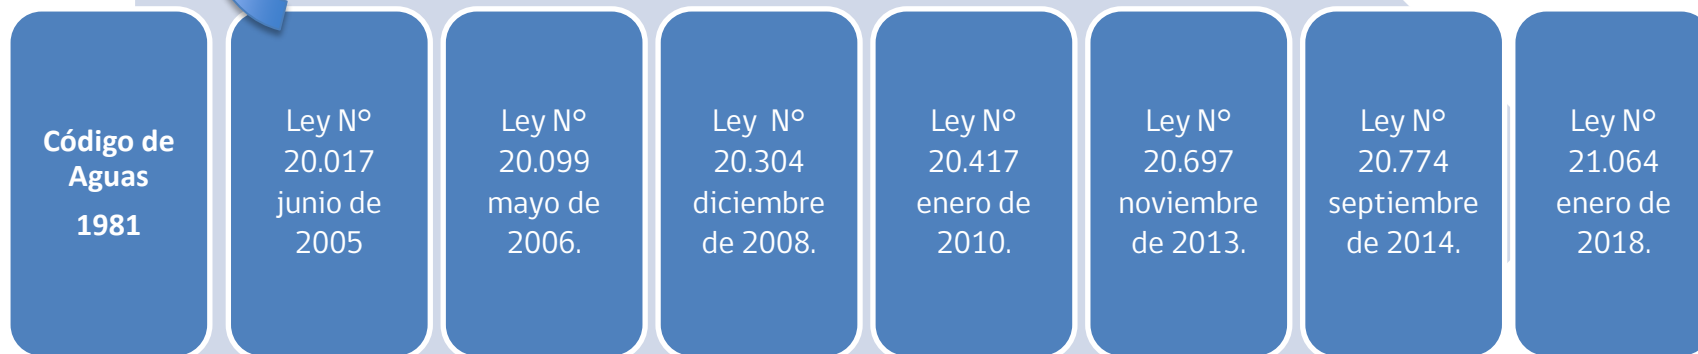 Código de
Aguas
1981
Ley N°
20.017
junio de
2005
Ley N°
20.099
mayo de
2006.
Ley N°
20.304
diciembre
de 2008.
Ley N°
20.417
enero de
2010.
Ley N°
20.697
noviembre
de 2013.
Ley N°
20.774
septiembre
de 2014.
Ley N°
21.064
enero de
2018.